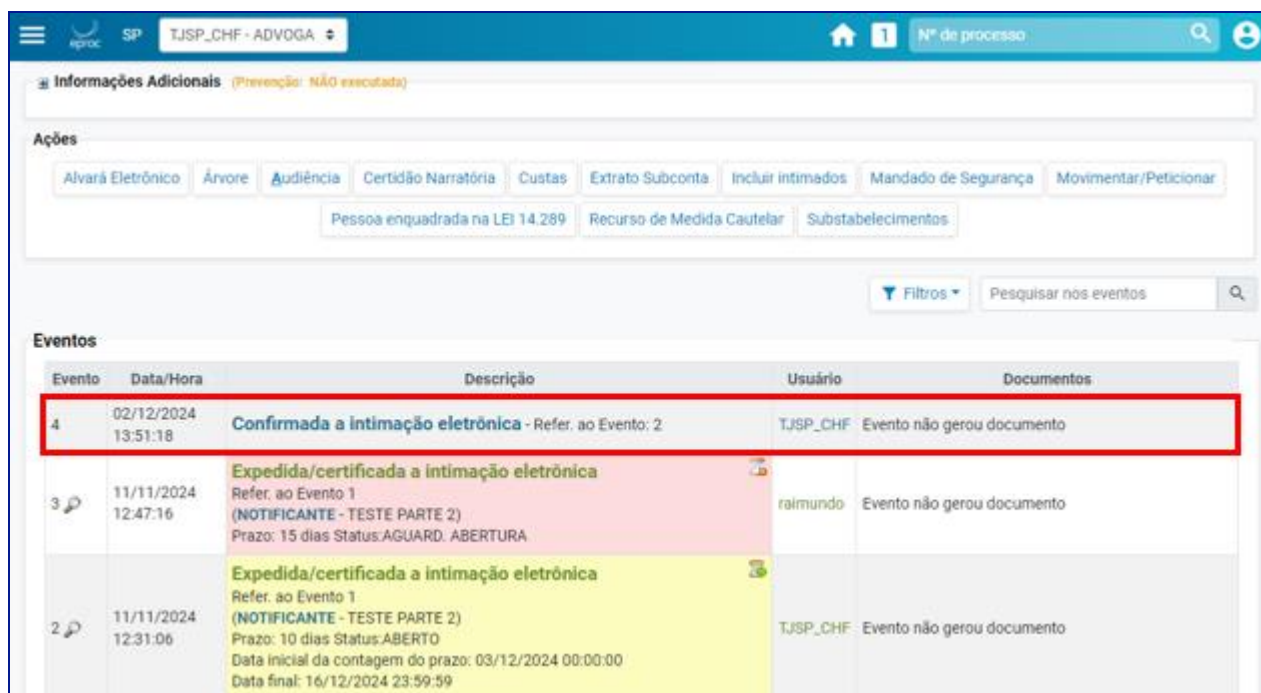 eproc SP TJSP_CHF - ADVOGA 1 Nº de processo
Informações Adicionais (Prevenção: NÃO executada)
Ações
Alvará Eletrônico Árvore Audiência Certidão Narratória Custas Extrato Subconta Incluir intimados Mandado de Segurança Movimentar/Peticionar
Pessoa enquadrada na LEI 14.289 Recurso de Medida Cautelar Substabelecimentos
Filtros Pesquisar nos eventos
Eventos
Evento Data/Hora Descrição Usuário Documentos
4 02/12/2024 13:51:18 Confirmada a intimação eletrônica - Refer. ao Evento: 2 TJSP_CHF Evento não gerou documento
Expedida/certificada a intimação eletrônica
Refer. ao Evento 1
3 11/11/2024 12:47:16 (NOTIFICANTE - TESTE PARTE 2) raimundo Evento não gerou documento
Prazo: 15 dias Status:AGUARD. ABERTURA
Expedida/certificada a intimação eletrônica
Refer. ao Evento 1
(NOTIFICANTE - TESTE PARTE 2)
2 11/11/2024 12:31:06 Prazo: 10 dias Status:ABERTO TJSP_CHF Evento não gerou documento
Data inicial da contagem do prazo: 03/12/2024 00:00:00
Data final: 16/12/2024 23:59:59